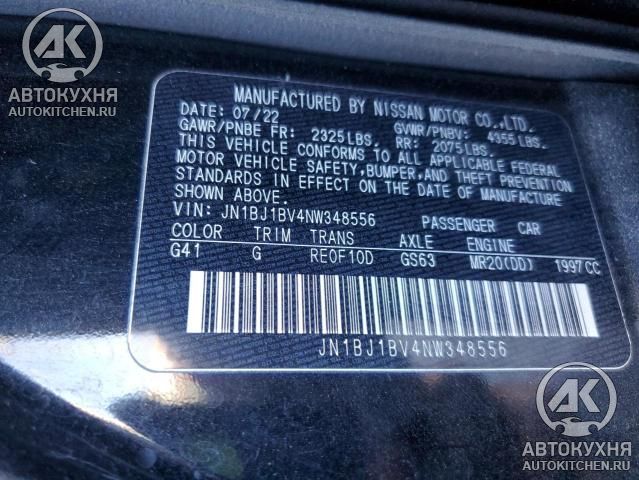 AK
АВТОКУХНЯ
AUTOKITCHEN.RU
MANUFACTURED BY NISSAN MOTOR CO.,LTD.
DATE: 07/22 GVWR/PNBV: 4355LBS.
GAWR/PNBE FR: 2325LBS. RR: 2075LBS.
THIS VEHICLE CONFORMS TO ALL APPLICABLE FEDERAL
MOTOR VEHICLE SAFETY, BUMPER, AND THEFT PREVENTION
STANDARDS IN EFFECT ON THE DATE OF MANUFACTURE
SHOWN ABOVE.
VIN: JN1BJ1BV4NW348556 PASSENGER CAR
COLOR TRIM TRANS AXLE ENGINE
G41 G RE0F10D GS63 MR20(DD) 1997CC
JN1BJ1BV4NW348556
AK
АВТОКУХНЯ
AUTOKITCHEN.RU